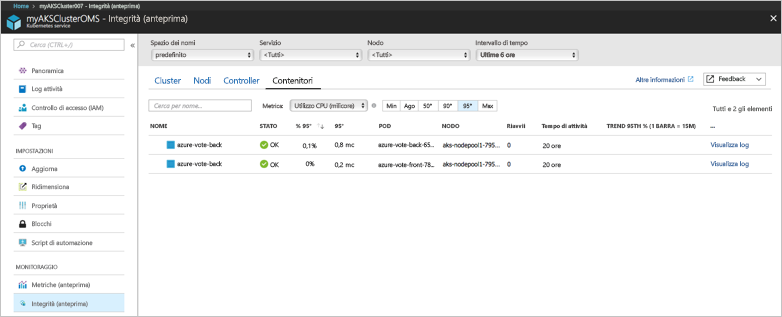 Home > myAKSCluster007 > Integrità (anteprima)
myAKSClusterOMS - Integrità (anteprima)
Kubernetes service
Cerca (CTRL+/)
Panoramica
Log attività
Controllo di accesso (IAM)
Tag
IMPOSTAZIONI
Aggiorna
Ridimensiona
Proprietà
Blocchi
Script di automazione
MONITORAGGIO
Metriche (anteprima)
Integrità (anteprima)
Spazio dei nomi Servizio Nodo Intervallo di tempo
predefinito <Tutti> <Tutti> Ultime 6 ore
Cluster Nodi Controller Contenitori Altre informazioni Feedback
Cerca per nome... Metrica: Utilizzo CPU (milicore) Min Ago 50° 90° 95° Max Tutti e 2 gli elementi
NOME STATO % 95° 95° POD NODO Riavvii Tempo di attività TREND 95TH % (1 BARRA = 15M) ...
azure-vote-back OK 0,1% 0,8 mc azure-vote-back-65... aks-nodepool1-795... 0 20 ore Visualizza log
azure-vote-back OK 0% 0,2 mc azure-vote-front-78... aks-nodepool1-795... 0 20 ore Visualizza log